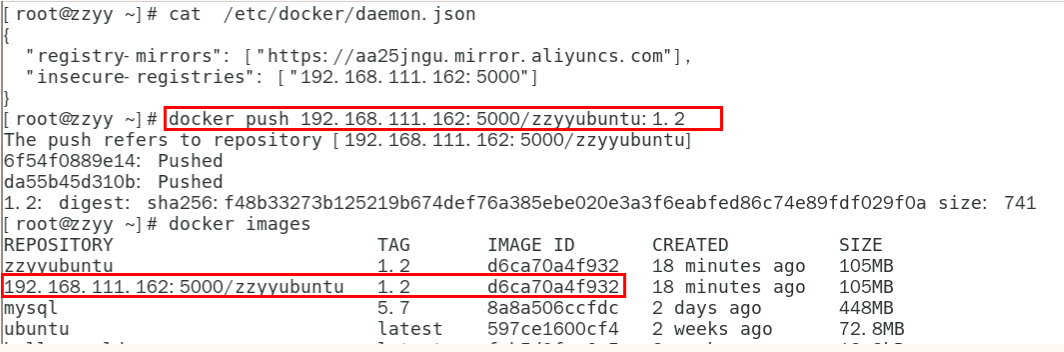 [root@zzyy ~]# cat  /etc/docker/daemon.json
{
  "registry-mirrors": ["https://aa25jngu.mirror.aliyuncs.com"],
  "insecure-registries": ["192.168.111.162:5000"]
}
[root@zzyy ~]# docker push 192.168.111.162:5000/zzyyubuntu:1.2
The push refers to repository [192.168.111.162:5000/zzyyubuntu]
6f54f0889e14: Pushed
da55b45d310b: Pushed
1.2: digest: sha256:f48b33273b125219b674def76a385ebe020e3a3f6eabfed86c74e89fdf029f0a size: 741
[root@zzyy ~]# docker images
REPOSITORY                        TAG       IMAGE ID       CREATED          SIZE
zzyyubuntu                        1.2       d6ca70a4f932   18 minutes ago   105MB
192.168.111.162:5000/zzyyubuntu   1.2       d6ca70a4f932   18 minutes ago   105MB
mysql                             5.7       8a8a506ccfdc   2 days ago       448MB
ubuntu                            latest    597ce1600cf4   2 weeks ago      72.8MB